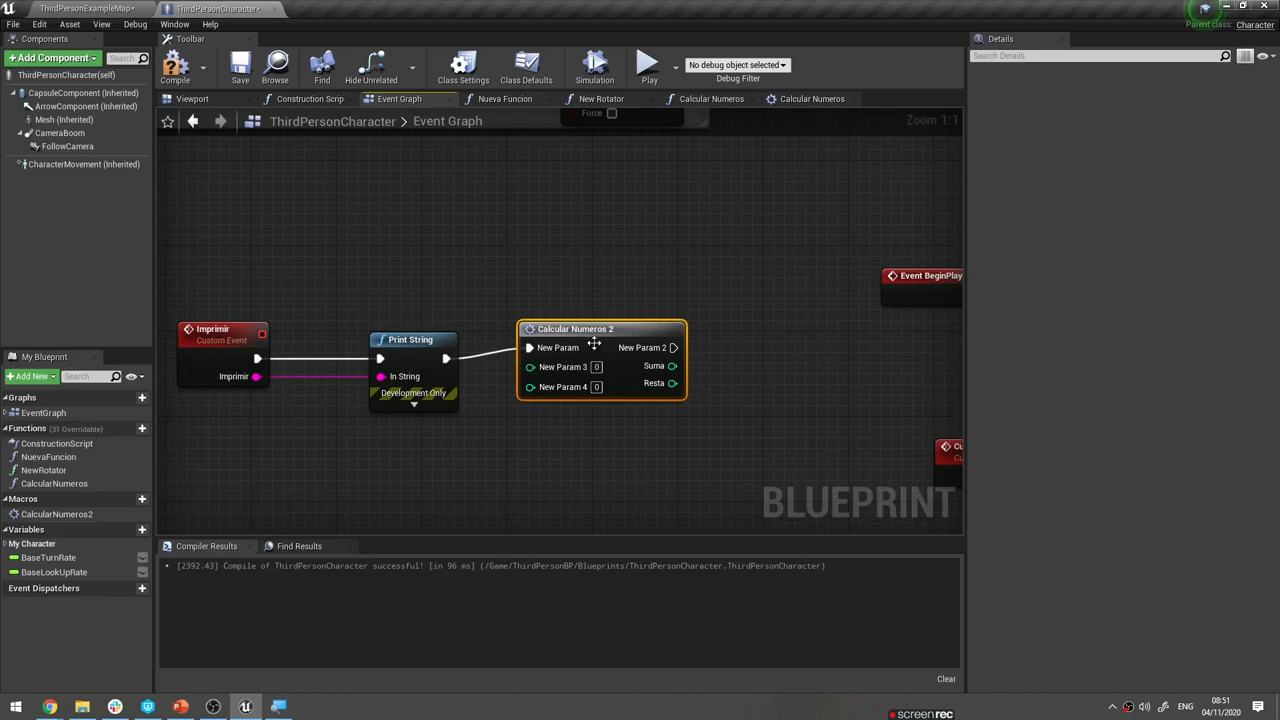 ThirdPersonExampleMap•
ThirdPersonCharacter•
File Edit Asset View Debug Window Help
Parent class: Character
Components
Toolbar
Details
+ Add Component
Search
Compile
Save
Browse
Find
Hide Unrelated
Class Settings
Class Defaults
Simulation
Play
No debug object selected
Debug Filter
Search Details
ThirdPersonCharacter(self)
CapsuleComponent (Inherited)
ArrowComponent (Inherited)
Mesh (Inherited)
CameraBoom
FollowCamera
CharacterMovement (Inherited)
Viewport
Construction Scrip
Event Graph
Nueva Funcion
New Rotator
Calcular Numeros
Calcular Numeros
ThirdPersonCharacter > Event Graph
Zoom 1:1
Force
Event BeginPlay
Imprimir
Custom Event
Imprimir
Print String
In String
Development Only
Calcular Numeros 2
New Param
New Param 2
New Param 3 0
Suma
New Param 4 0
Resta
Cu
BLUEPRINT
My Blueprint
+ Add New
Search
Graphs
EventGraph
Functions (31 Overridable)
ConstructionScript
NuevaFuncion
NewRotator
CalcularNumeros
Macros
CalcularNumeros2
Variables
My Character
BaseTurnRate
BaseLookUpRate
Event Dispatchers
Compiler Results
Find Results
• [2392.43] Compile of ThirdPersonCharacter successful! [in 96 ms] (/Game/ThirdPersonBP/Blueprints/ThirdPersonCharacter.ThirdPersonCharacter)
Clear
ENG
08:51
04/11/2020
screenrec